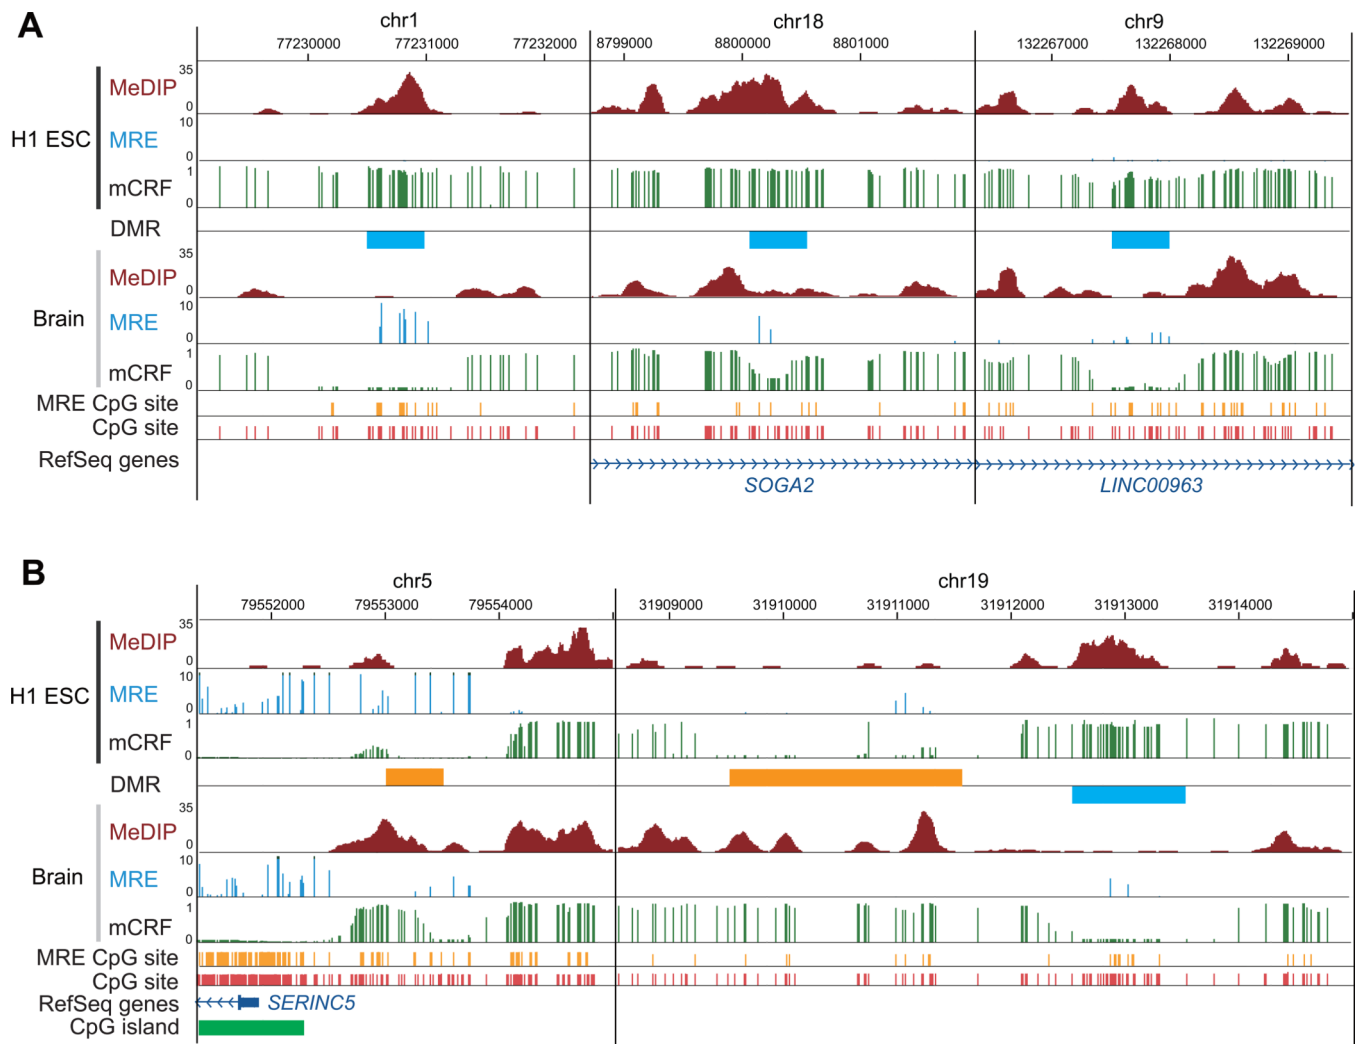 A
chr1 chr18 chr9
77230000 77231000 77232000 8799000 8800000 8801000 132267000 132268000 132269000
35
MeDIP
0
10
H1 ESC MRE
0
1
mCRF
0
DMR
35
MeDIP
0
10
Brain MRE
0
1
mCRF
0
MRE CpG site
CpG site
RefSeq genes
SOGA2 LINC00963
B
chr5 chr19
79552000 79553000 79554000 31909000 31910000 31911000 31912000 31913000 31914000
35
MeDIP
0
10
H1 ESC MRE
0
1
mCRF
0
DMR
35
MeDIP
0
10
Brain MRE
0
1
mCRF
0
MRE CpG site
CpG site
RefSeq genes SERINC5
CpG island